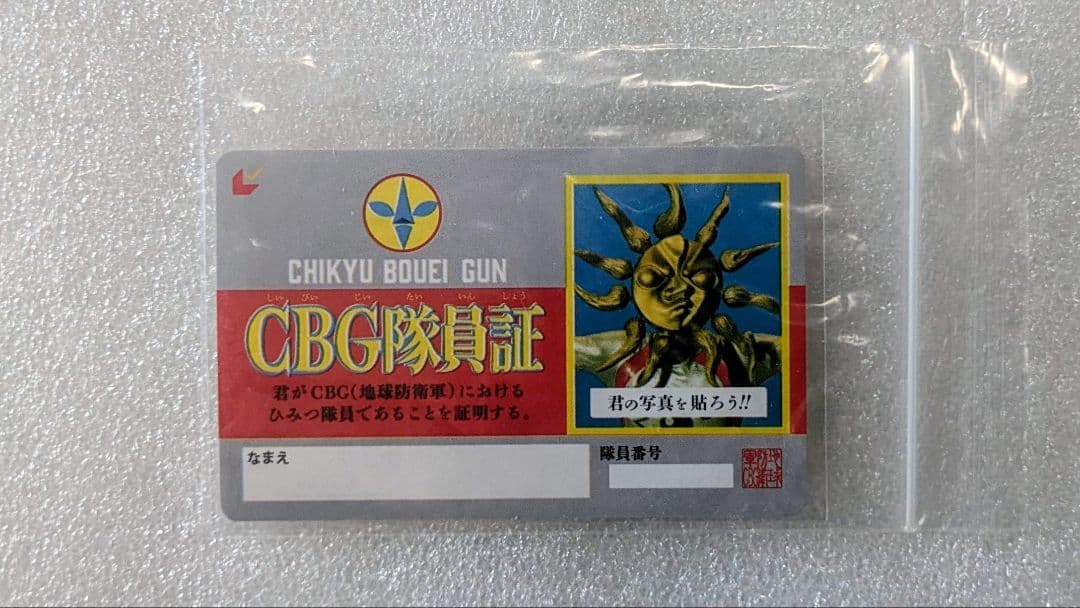 CHIKYU BOUEI GUN
しい びい じい たい いん しょう
CBG隊員証
君がCBG(地球防衛軍)における
ひみつ隊員であることを証明する。
君の写真を貼ろう!!
なまえ
隊員番号